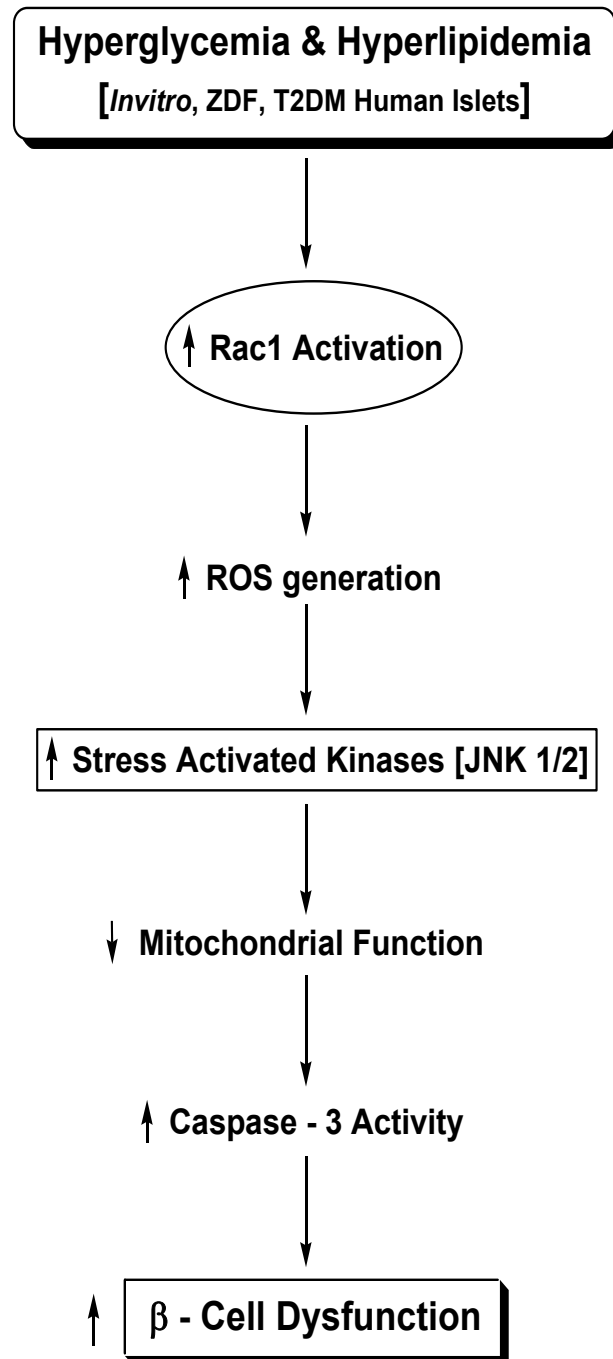 Hyperglycemia & Hyperlipidemia
[Invitro, ZDF, T2DM Human Islets]
↑ Rac1 Activation
↑ ROS generation
↑ Stress Activated Kinases [JNK 1/2]
↓ Mitochondrial Function
↑ Caspase - 3 Activity
↑ β - Cell Dysfunction